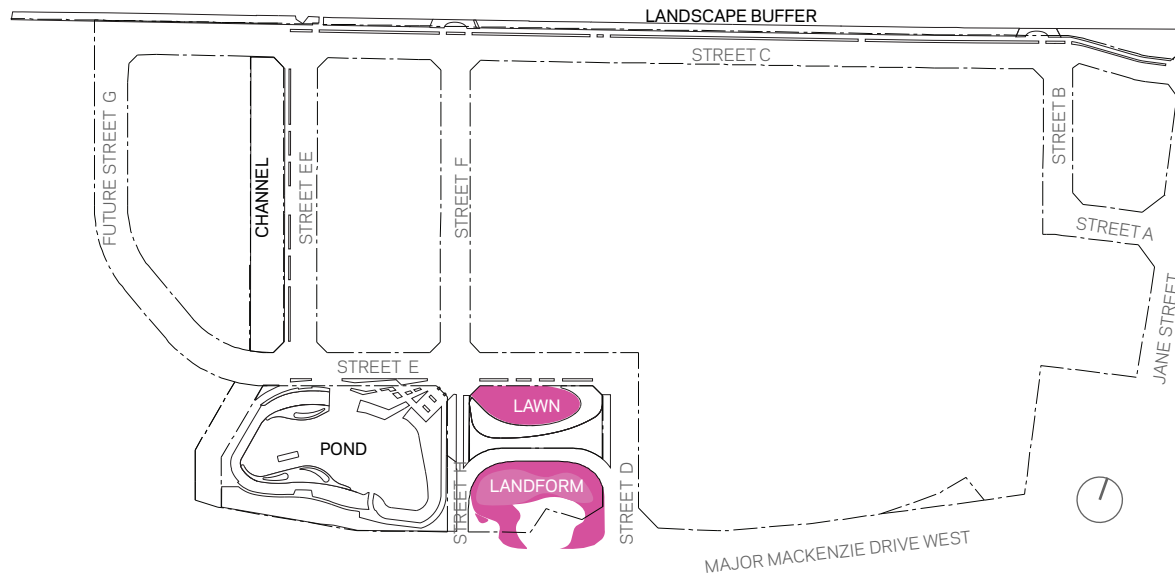 LANDSCAPE BUFFER
STREET C
FUTURE STREET G
CHANNEL
STREET EE
STREET F
STREET B
STREET A
JANE STREET
STREET E
LAWN
POND
LANDFORM
STREET D
MAJOR MACKENZIE DRIVE WEST